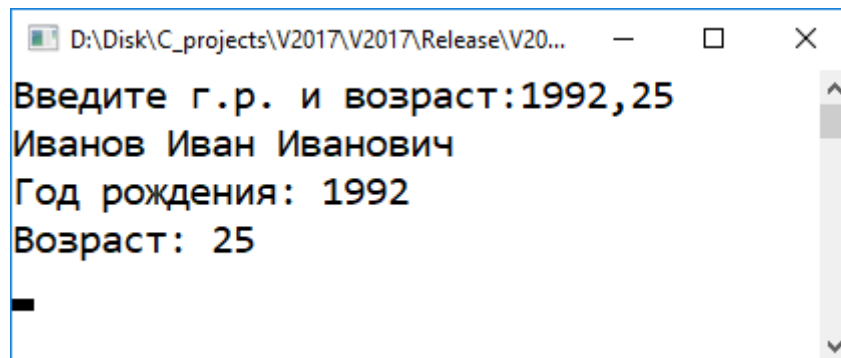 D:\Disk\C_projects\V2017\V2017\Release\V20...
Введите г.р. и возраст:1992,25
Иванов Иван Иванович
Год рождения: 1992
Возраст: 25